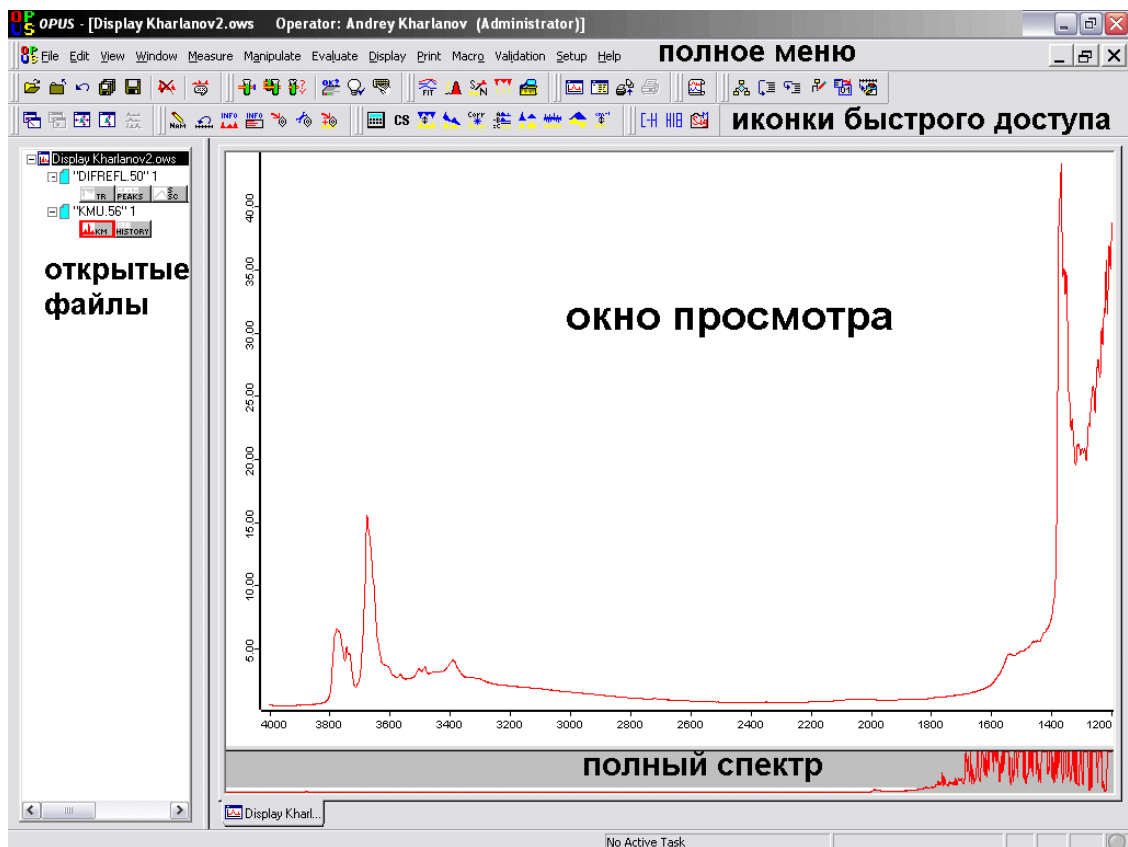 OPUS - [Display Kharlanov2.ows Operator: Andrey Kharlanov (Administrator)]
File Edit View Window Measure Manipulate Evaluate Display Print Macro Validation Setup Help
полное меню
иконки быстрого доступа
Display Kharlanov2.ows
"DIFREFL.50" 1
TR PEAKS SC
"KMU.56" 1
KM HISTORY
открытые
файлы
окно просмотра
40.00
35.00
30.00
25.00
20.00
15.00
10.00
5.00
4000 3800 3600 3400 3200 3000 2800 2600 2400 2200 2000 1800 1600 1400 1200
полный спектр
Display Kharl...
No Active Task